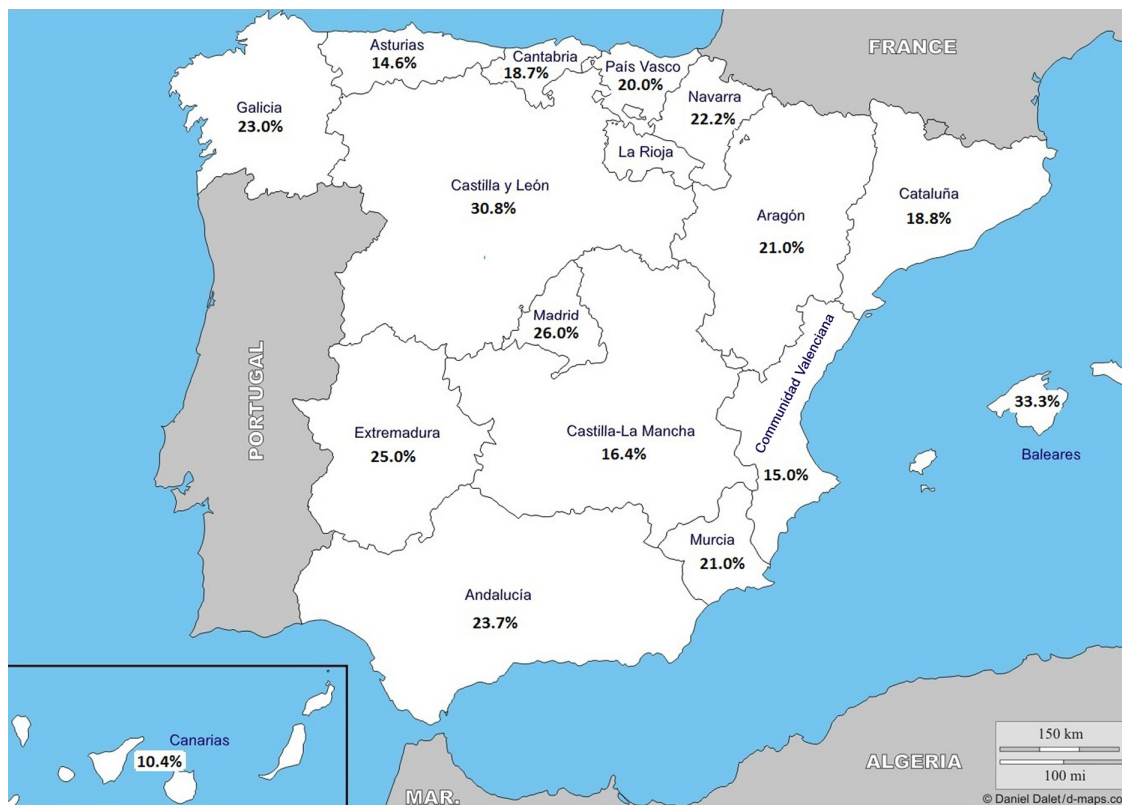 FRANCE
Asturias
14.6%
Cantabria
18.7%
País Vasco
20.0%
Navarra
22.2%
Galicia
23.0%
La Rioja
Castilla y León
30.8%
Cataluña
18.8%
Aragón
21.0%
Madrid
26.0%
PORTUGAL
Communidad Valenciana
15.0%
33.3%
Baleares
Extremadura
25.0%
Castilla-La Mancha
16.4%
Murcia
21.0%
Andalucía
23.7%
Canarias
10.4%
MAR.
ALGERIA
150 km
100 mi
© Daniel Dalet/d-maps.co